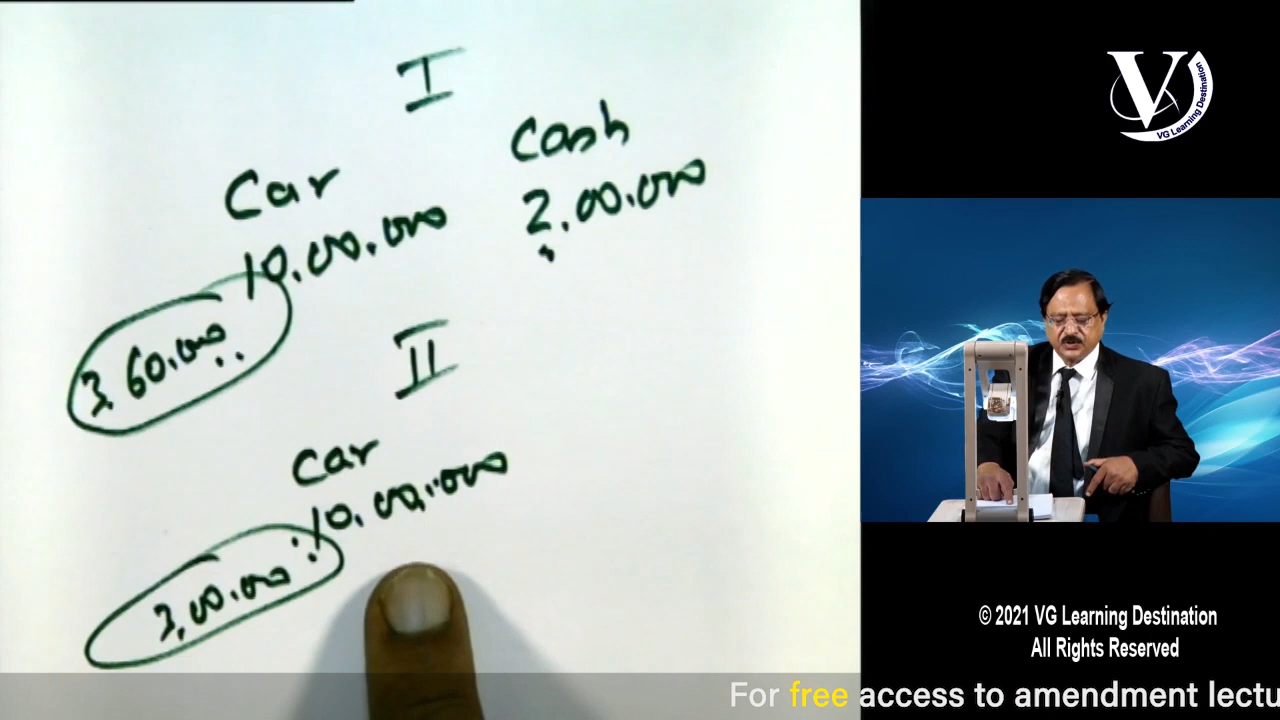 I
Cash
2,00,000
Car
10,00,000
3,60,000
II
Car
10,00,000
3,00,000
V
VG Learning Destination
© 2021 VG Learning Destination
All Rights Reserved
For free access to amendment lectu